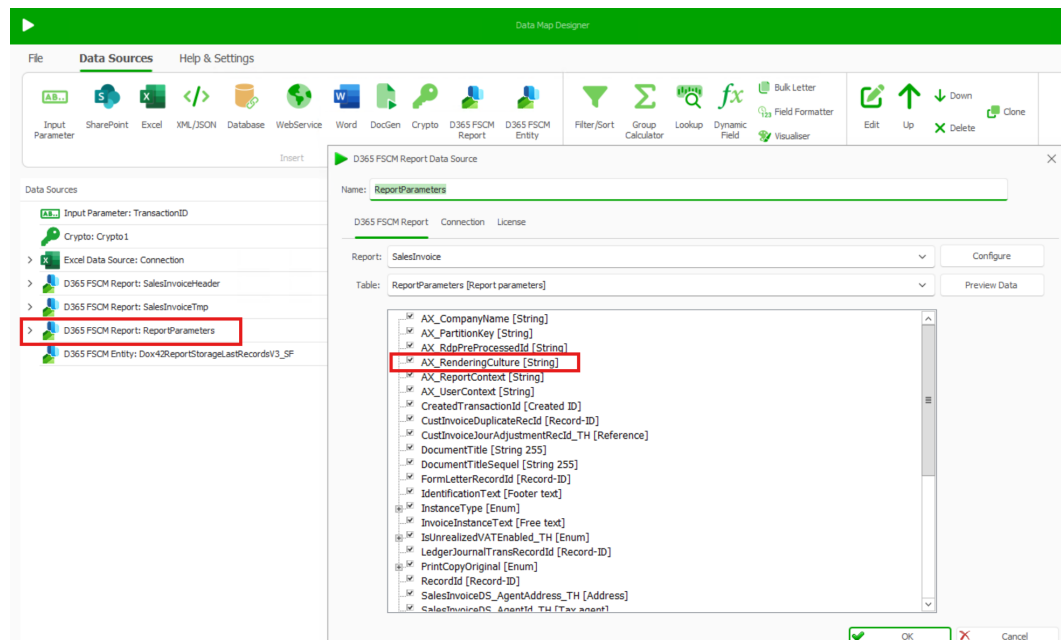 Data Map Designer
File Data Sources Help & Settings
AB.. Bulk Letter
Field Formatter
Visualiser
Input Parameter SharePoint Excel XML/JSON Database WebService Word DocGen Crypto D365 FSCM Report D365 FSCM Entity Filter/Sort Group Calculator Lookup Dynamic Field Edit Up Down Delete Clone
Insert
D365 FSCM Report Data Source
Data Sources
Name: ReportParameters
AB.. Input Parameter: TransactionID
Crypto: Crypto1
Excel Data Source: Connection
D365 FSCM Report: SalesInvoiceHeader
D365 FSCM Report: SalesInvoiceTmp
D365 FSCM Report: ReportParameters
D365 FSCM Entity: Dox42ReportStorageLastRecordsV3_SF
D365 FSCM Report Connection License
Report: SalesInvoice Configure
Table: ReportParameters [Report parameters] Preview Data
AX_CompanyName [String]
AX_PartitionKey [String]
AX_RdpPreProcessedId [String]
AX_RenderingCulture [String]
AX_ReportContext [String]
AX_UserContext [String]
CreatedTransactionId [Created ID]
CustInvoiceDuplicateRecId [Record-ID]
CustInvoiceJourAdjustmentRecId_TH [Reference]
DocumentTitle [String 255]
DocumentTitleSequel [String 255]
FormLetterRecordId [Record-ID]
IdentificationText [Footer text]
InstanceType [Enum]
InvoiceInstanceText [Free text]
IsUnrealizedVATEnabled_TH [Enum]
LedgerJournalTransRecordId [Record-ID]
PrintCopyOriginal [Enum]
RecordId [Record-ID]
SalesInvoiceDS_AgentAddress_TH [Address]
SalesInvoiceDS_AgentId_TH [Tax agent]
OK Cancel